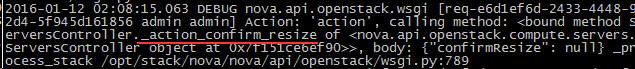 2016-01-12 02:08:15.063 DEBUG nova.api.openstack.wsgi [req-e6d1ef6d-2433-4448-9
2d4-5f945d161856 admin admin] Action: 'action', calling method: <bound method S
erversController._action_confirm_resize of <nova.api.openstack.compute.servers.
ServersController object at 0x7f151ce6ef90>>, body: {"confirmResize": null} _pr
ocess_stack /opt/stack/nova/nova/api/openstack/wsgi.py:789